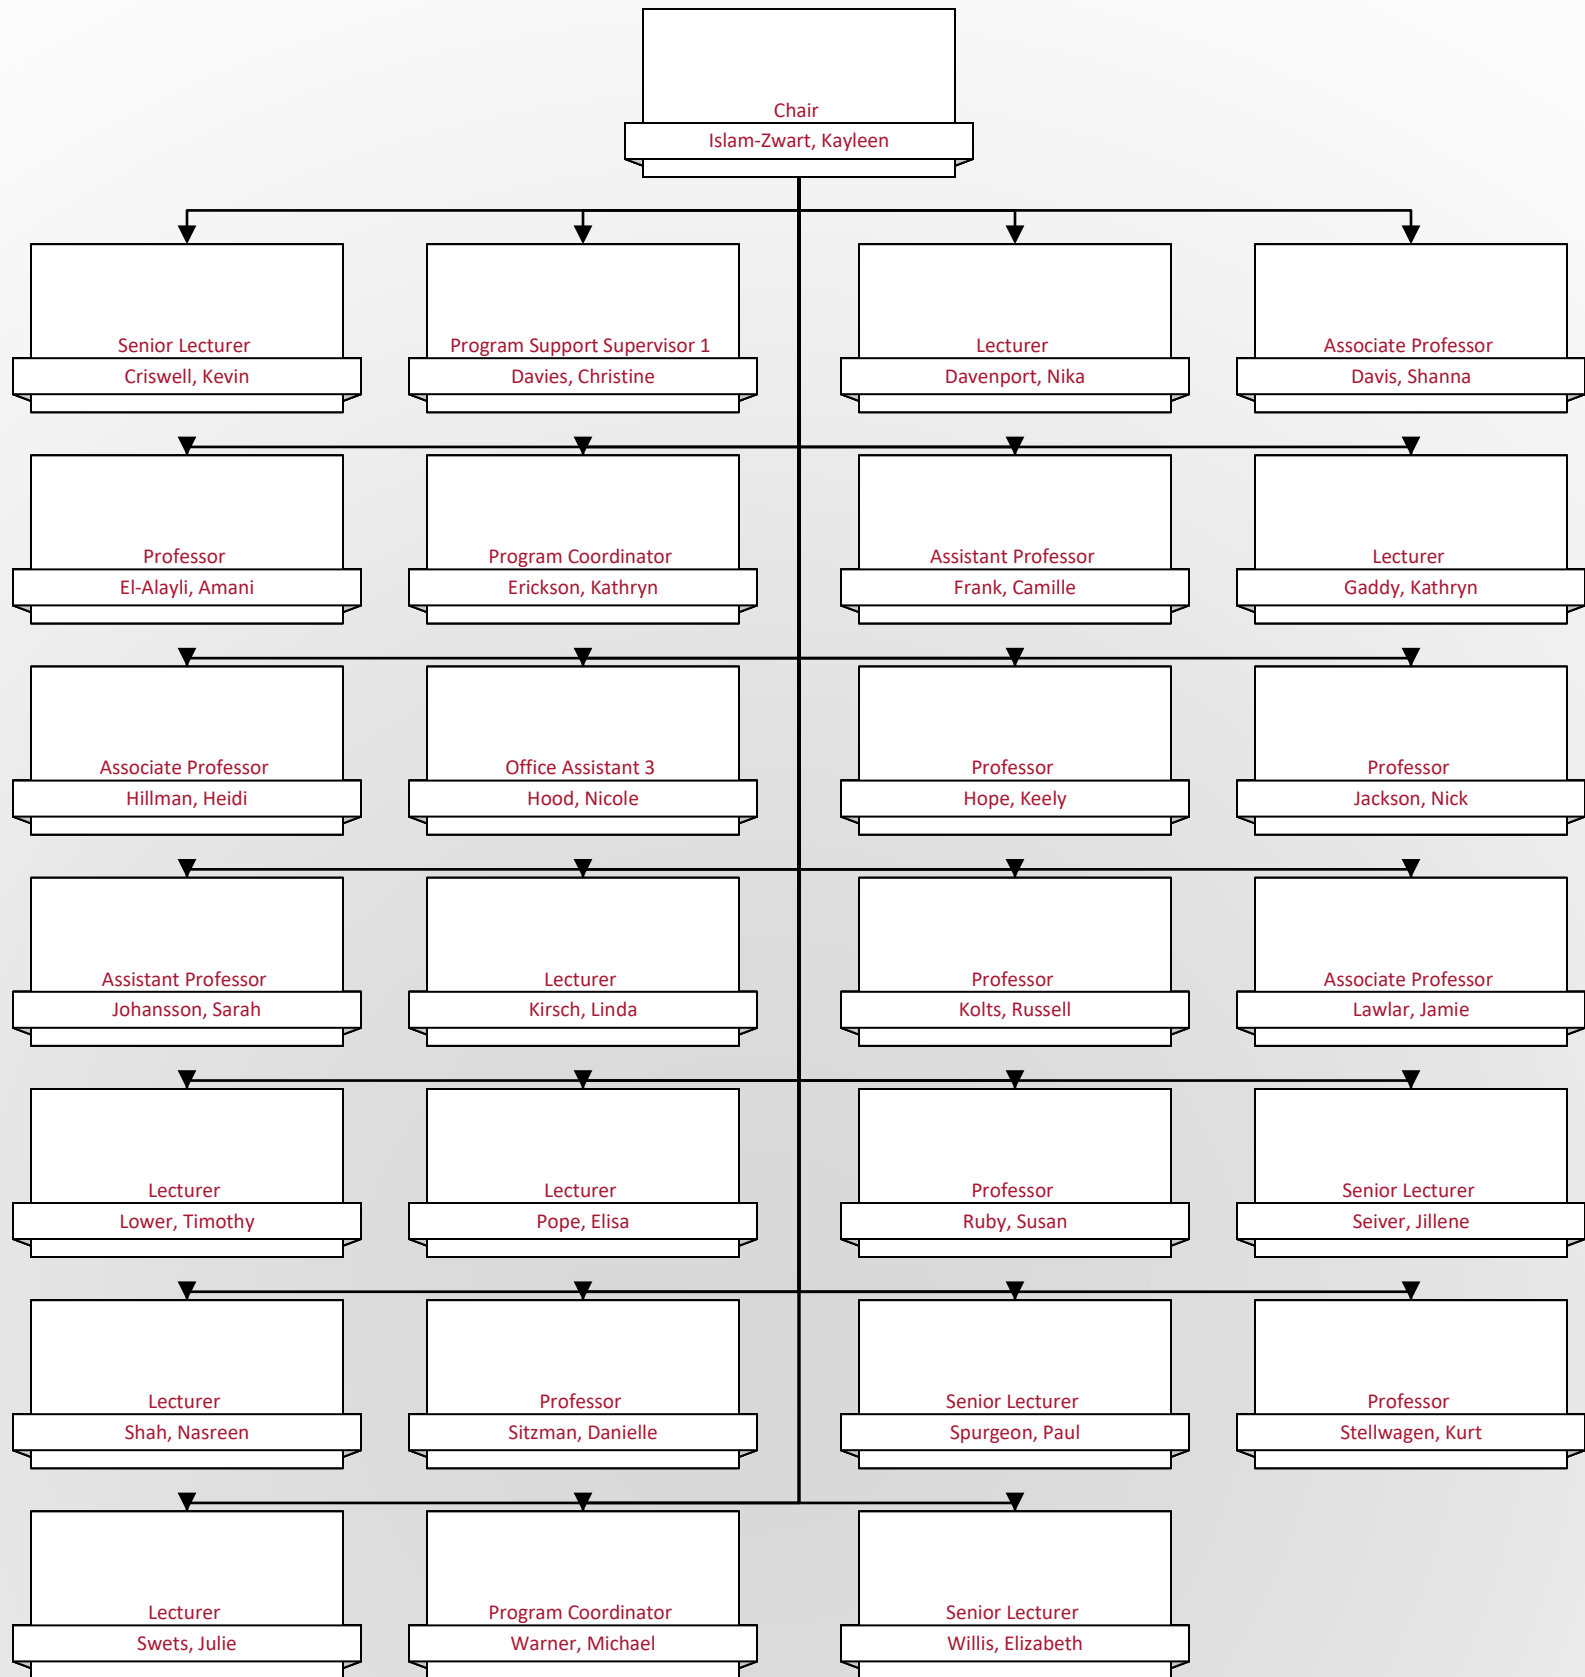 Chair
Islam-Zwart, Kayleen
Senior Lecturer
Criswell, Kevin
Program Support Supervisor 1
Davies, Christine
Lecturer
Davenport, Nika
Associate Professor
Davis, Shanna
Professor
El-Alayli, Amani
Program Coordinator
Erickson, Kathryn
Assistant Professor
Frank, Camille
Lecturer
Gaddy, Kathryn
Associate Professor
Hillman, Heidi
Office Assistant 3
Hood, Nicole
Professor
Hope, Keely
Professor
Jackson, Nick
Assistant Professor
Johansson, Sarah
Lecturer
Kirsch, Linda
Professor
Kolts, Russell
Associate Professor
Lawlar, Jamie
Lecturer
Lower, Timothy
Lecturer
Pope, Elisa
Professor
Ruby, Susan
Senior Lecturer
Seiver, Jillene
Lecturer
Shah, Nasreen
Professor
Sitzman, Danielle
Senior Lecturer
Spurgeon, Paul
Professor
Stellwagen, Kurt
Lecturer
Swets, Julie
Program Coordinator
Warner, Michael
Senior Lecturer
Willis, Elizabeth